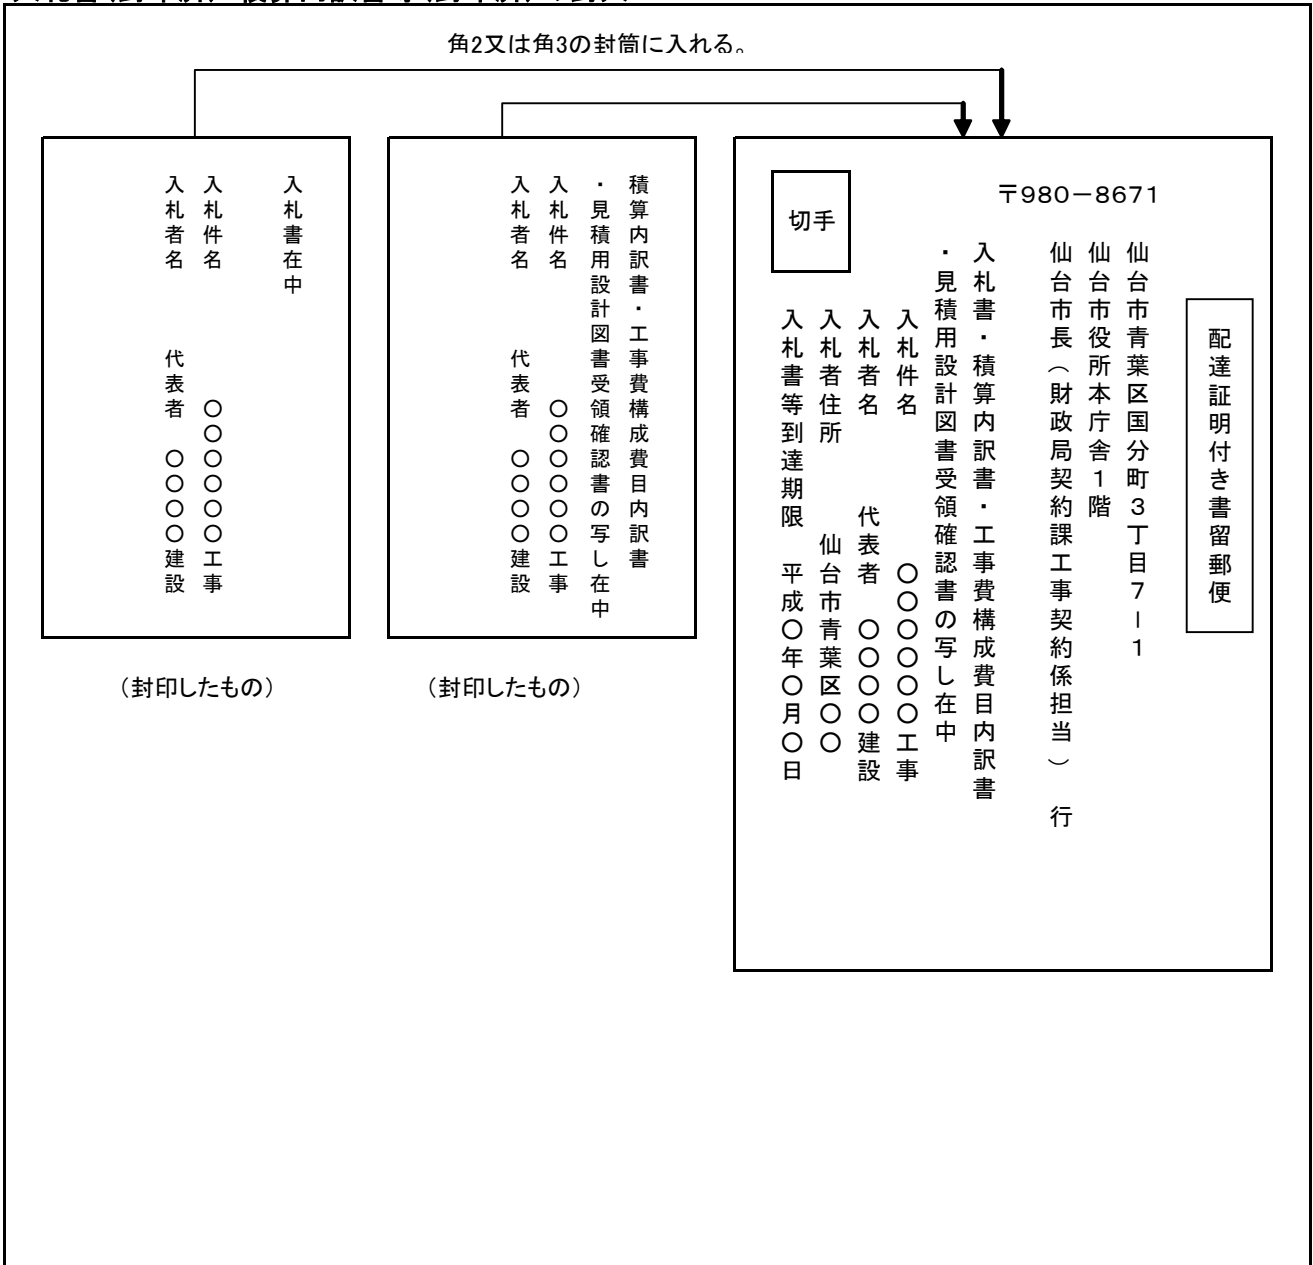 角2又は角3の封筒に入れる。
入札書在中
入札件名　○○○○○○工事
入札者名　代表者　○○○○建設
（封印したもの）
積算内訳書・工事費構成費目内訳書
・見積用設計図書受領確認書の写し在中
入札件名　○○○○○○工事
入札者名　代表者　○○○○建設
（封印したもの）
切手
〒980－8671
配達証明付き書留郵便
仙台市青葉区国分町３丁目７ー１
仙台市役所本庁舎１階
仙台市長（財政局契約課工事契約係担当）　行
入札書・積算内訳書・工事費構成費目内訳書
・見積用設計図書受領確認書の写し在中
入札件名　○○○○○○工事
入札者名　代表者　○○○○建設
入札者住所　仙台市青葉区○○
入札書等到達期限　平成○年○月○日